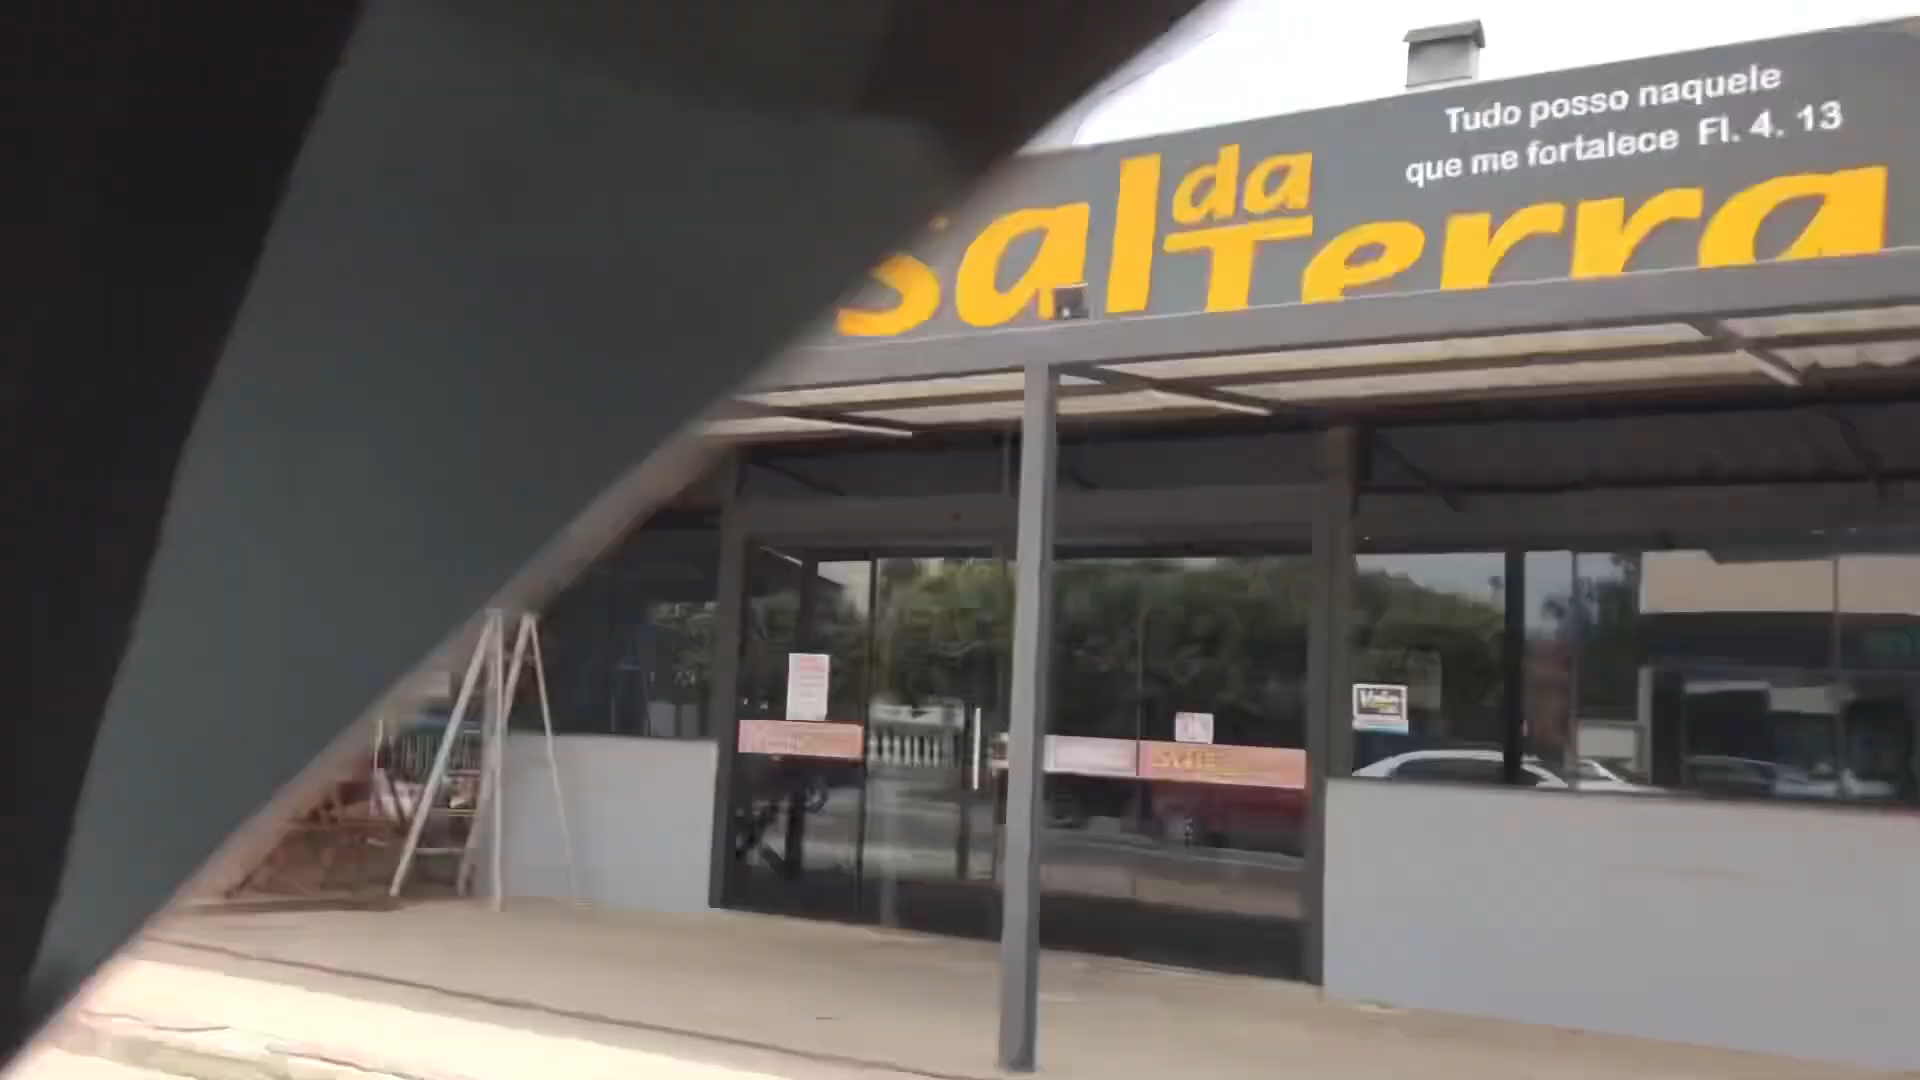 Tudo posso naquele
que me fortalece Fl. 4. 13
sal da Terra